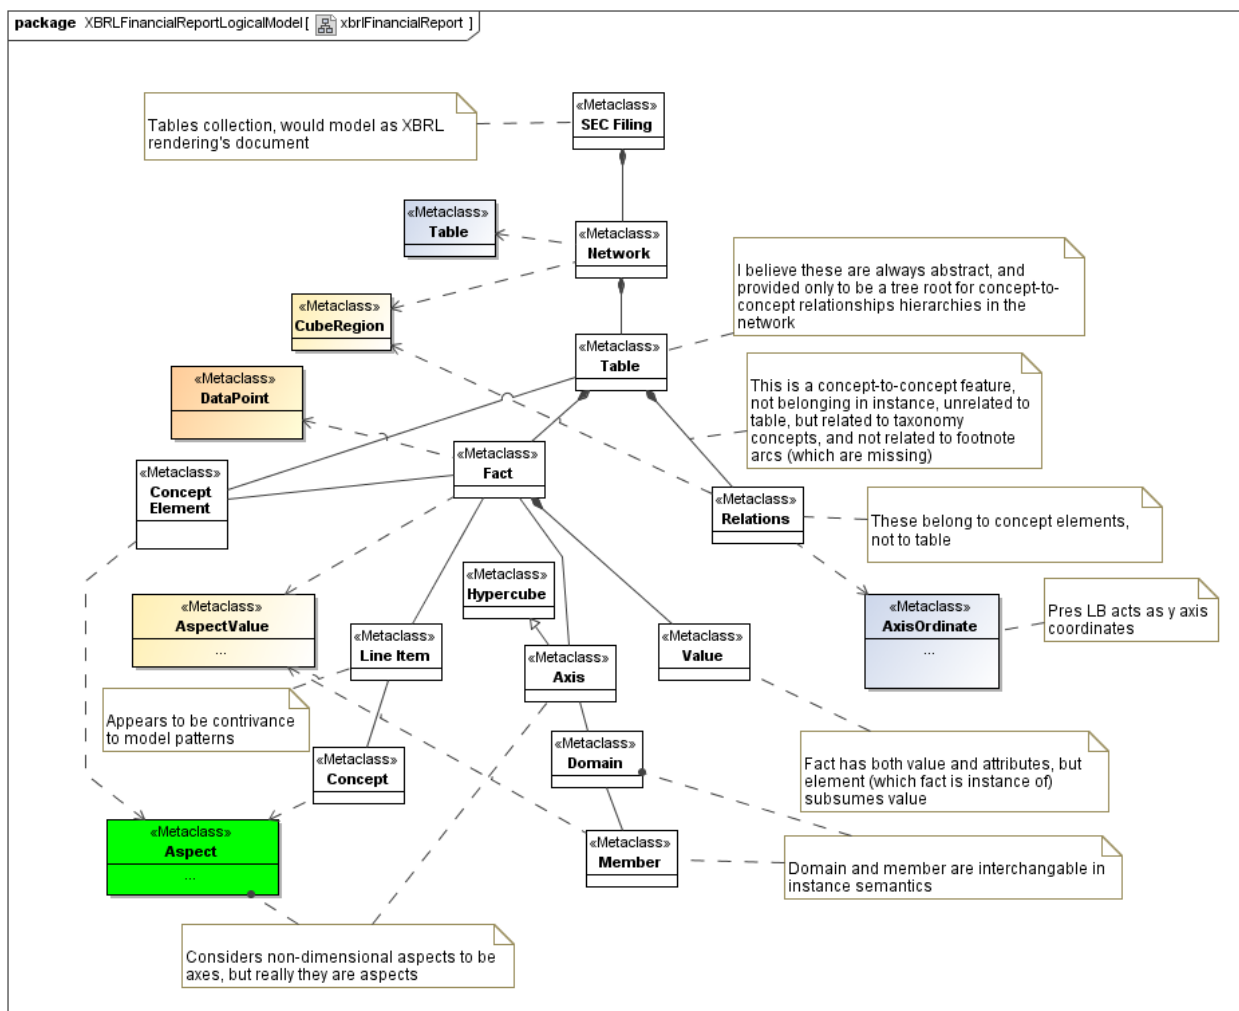 package XBRLFinancialReportLogicalModel [ xbrlFinancialReport ]
«Metaclass»
SEC Filing
Tables collection, would model as XBRL
rendering's document
«Metaclass»
Table
«Metaclass»
Network
I believe these are always abstract, and
provided only to be a tree root for concept-to-
concept relationships hierarchies in the
network
«Metaclass»
CubeRegion
«Metaclass»
Table
«Metaclass»
DataPoint
This is a concept-to-concept feature,
not belonging in instance, unrelated to
table, but related to taxonomy
concepts, and not related to footnote
arcs (which are missing)
«Metaclass»
Fact
«Metaclass»
Concept
Element
«Metaclass»
Relations
These belong to concept elements,
not to table
«Metaclass»
Hypercube
«Metaclass»
AspectValue
...
«Metaclass»
AxisOrdinate
...
Pres LB acts as y axis
coordinates
«Metaclass»
Line Item
«Metaclass»
Axis
«Metaclass»
Value
Appears to be contrivance
to model patterns
«Metaclass»
Concept
«Metaclass»
Domain
Fact has both value and attributes, but
element (which fact is instance of)
subsumes value
«Metaclass»
Aspect
...
«Metaclass»
Member
Domain and member are interchangable in
instance semantics
Considers non-dimensional aspects to be
axes, but really they are aspects